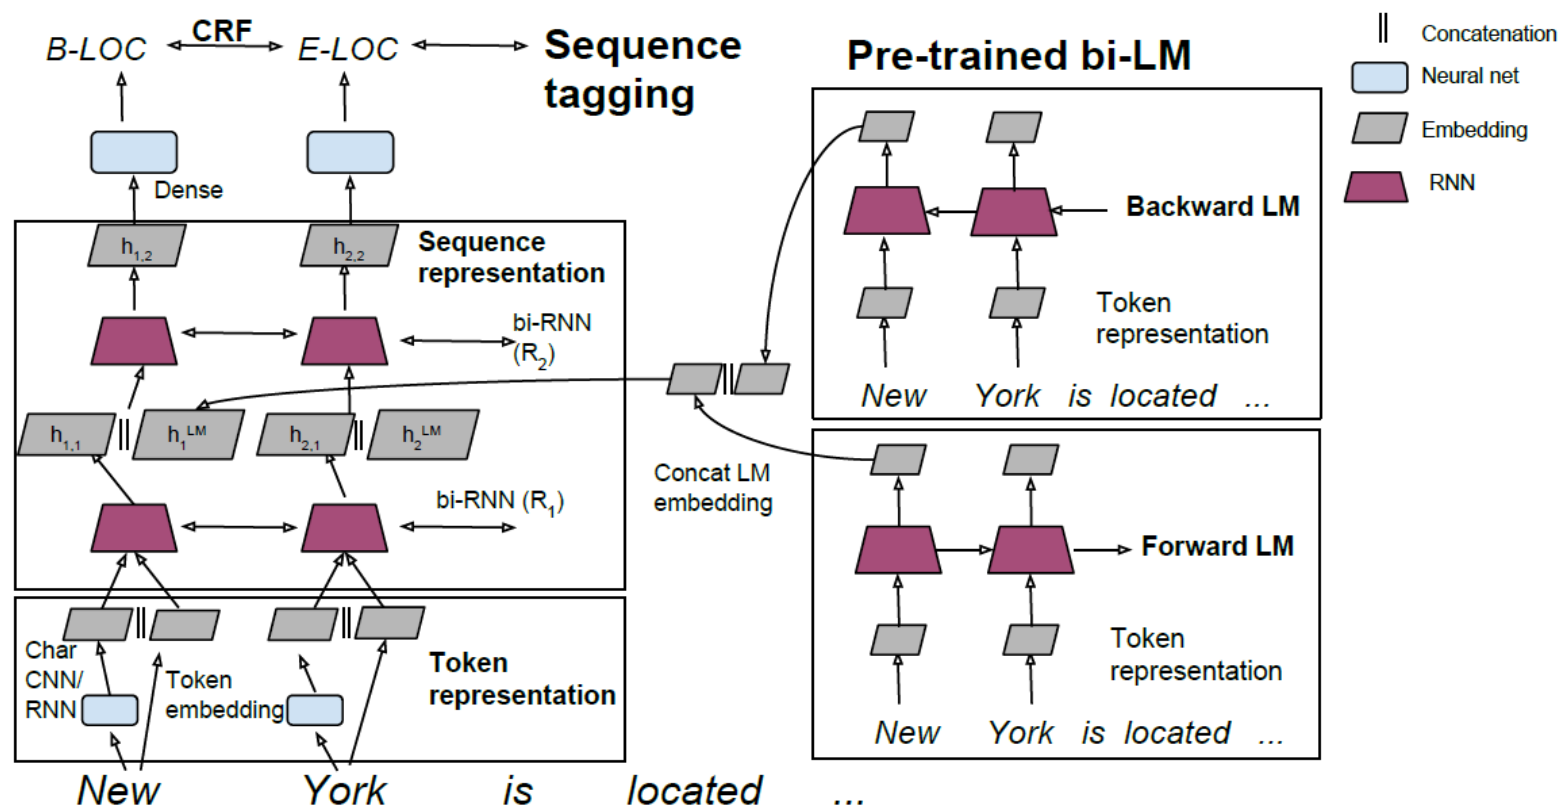 B-LOC
CRF
E-LOC
Sequence
tagging
Dense
h1,2
h2,2
Sequence
representation
bi-RNN
(R2)
h1,1
||
h1LM
h2,1
||
h2LM
bi-RNN (R1)
||
||
Char
CNN/
RNN
Token
embedding
Token
representation
New York is located ...
||
Concat LM
embedding
Pre-trained bi-LM
Backward LM
Token
representation
New York is located ...
Forward LM
Token
representation
New York is located ...
|| Concatenation
Neural net
Embedding
RNN